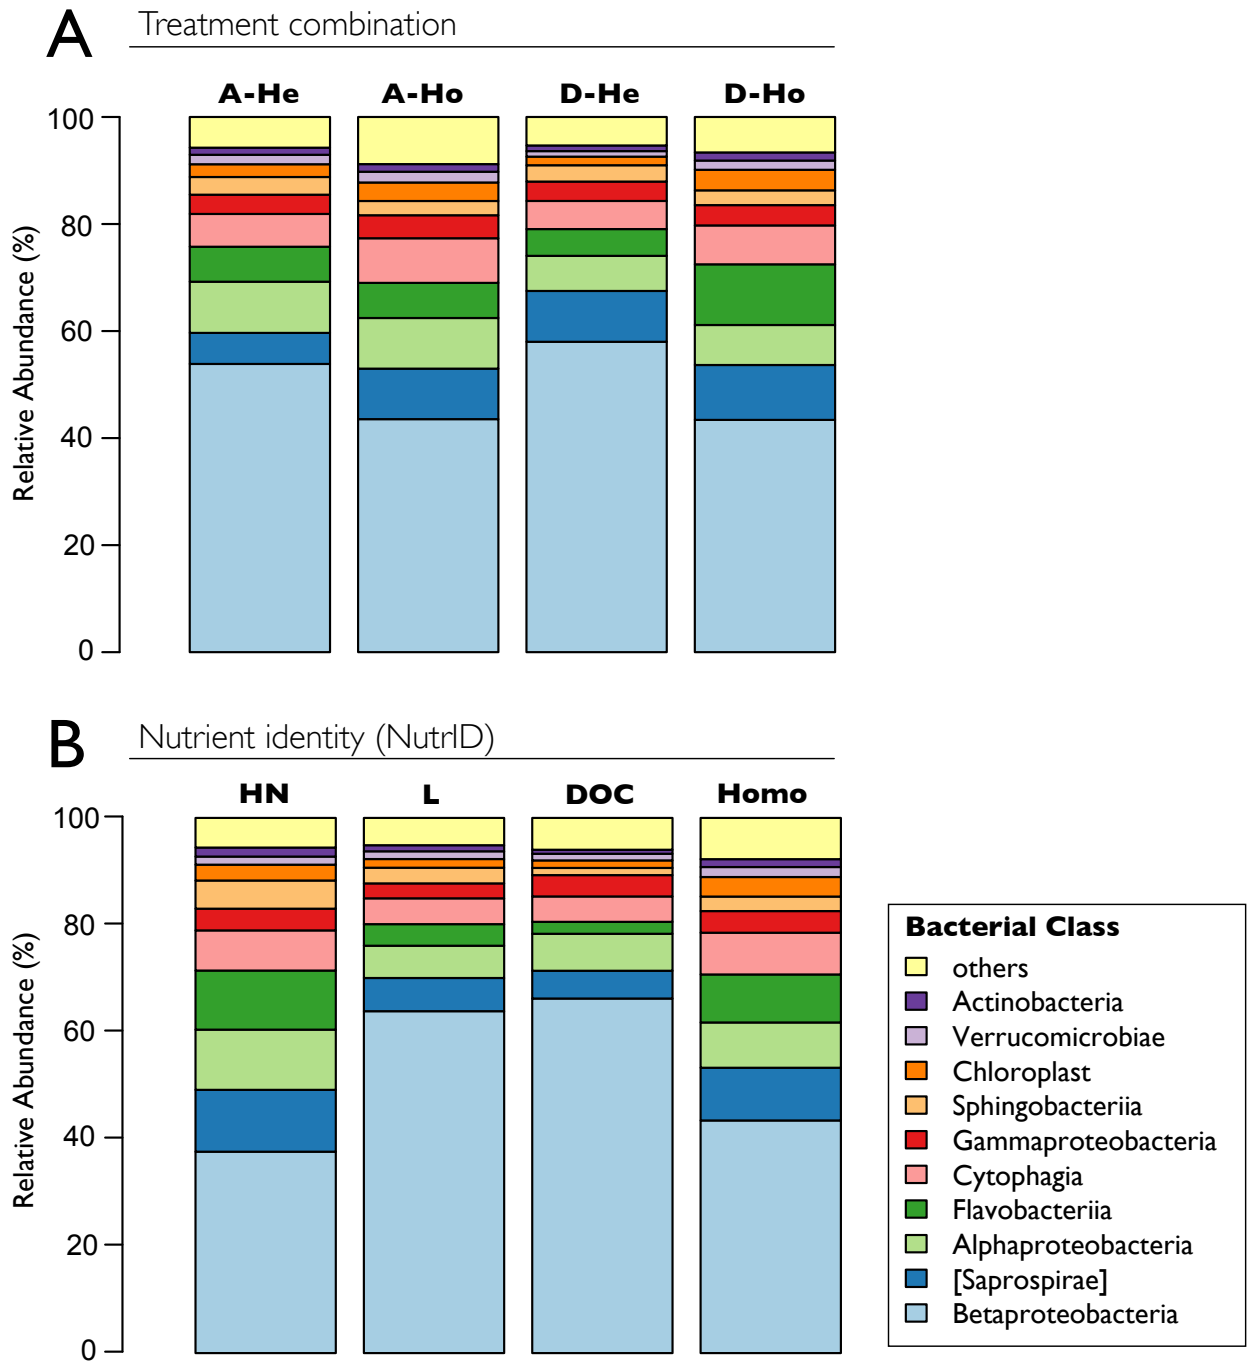 A
Treatment combination
A-He A-Ho D-He D-Ho
100
80
60
40
20
0
Relative Abundance (%)
B
Nutrient identity (NutrID)
HN L DOC Homo
100
80
60
40
20
0
Relative Abundance (%)
Bacterial Class
others
Actinobacteria
Verrucomicrobiae
Chloroplast
Sphingobacteriia
Gammaproteobacteria
Cytophagia
Flavobacteriia
Alphaproteobacteria
[Saprospirae]
Betaproteobacteria